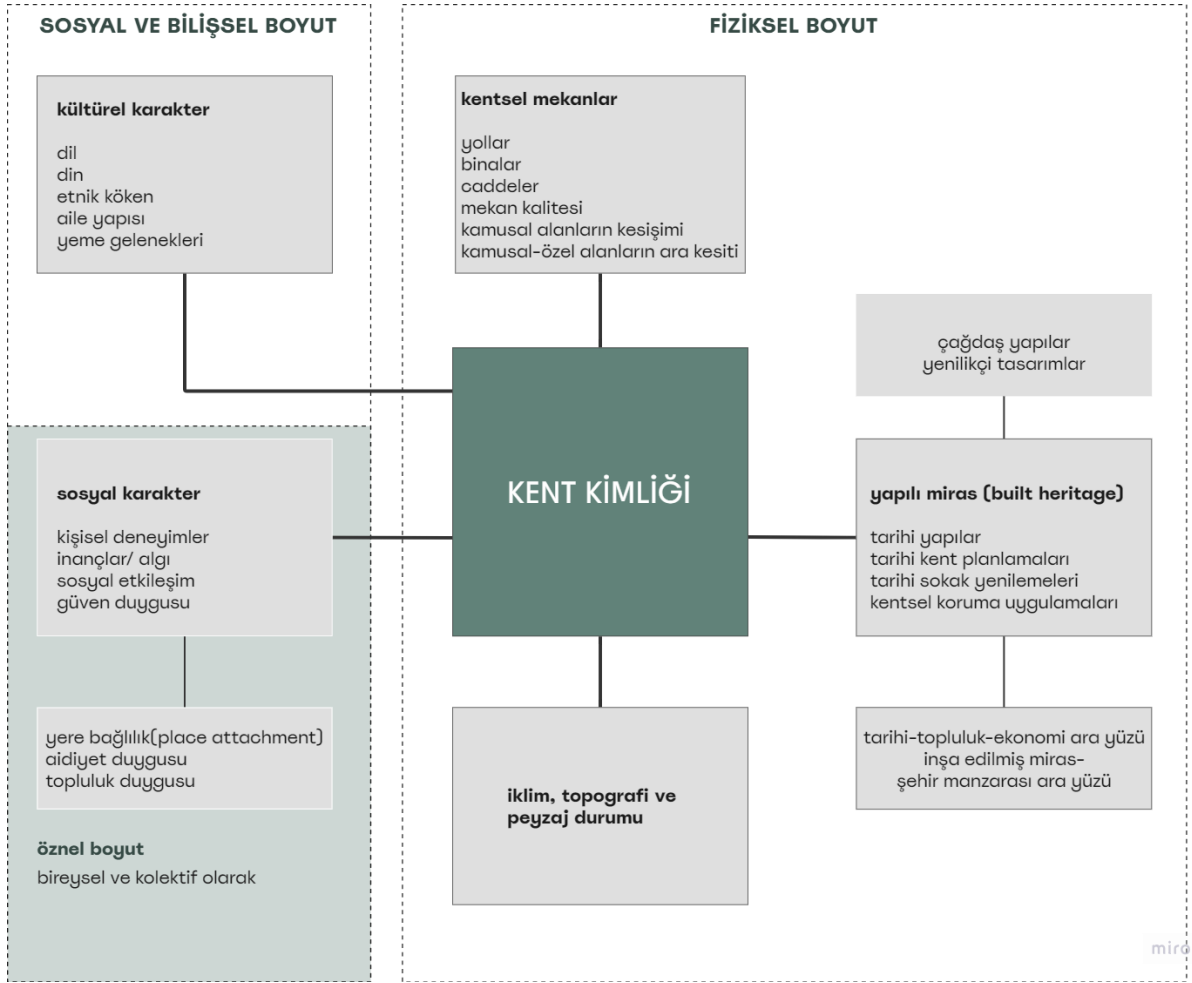 SOSYAL VE BİLİŞSEL BOYUT
kültürel karakter
dil
din
etnik köken
aile yapısı
yeme gelenekleri
sosyal karakter
kişisel deneyimler
inançlar/ algı
sosyal etkileşim
güven duygusu
yere bağlılık(place attachment)
aidiyet duygusu
topluluk duygusu
öznel boyut
bireysel ve kolektif olarak
FİZİKSEL BOYUT
kentsel mekanlar
yollar
binalar
caddeler
mekan kalitesi
kamusal alanların kesişimi
kamusal-özel alanların ara kesiti
KENT KİMLİĞİ
iklim, topografi ve
peyzaj durumu
çağdaş yapılar
yenilikçi tasarımlar
yapılı miras (built heritage)
tarihi yapılar
tarihi kent planlamaları
tarihi sokak yenilemeleri
kentsel koruma uygulamaları
tarihi-topluluk-ekonomi ara yüzü
inşa edilmiş miras-
şehir manzarası ara yüzü
miro